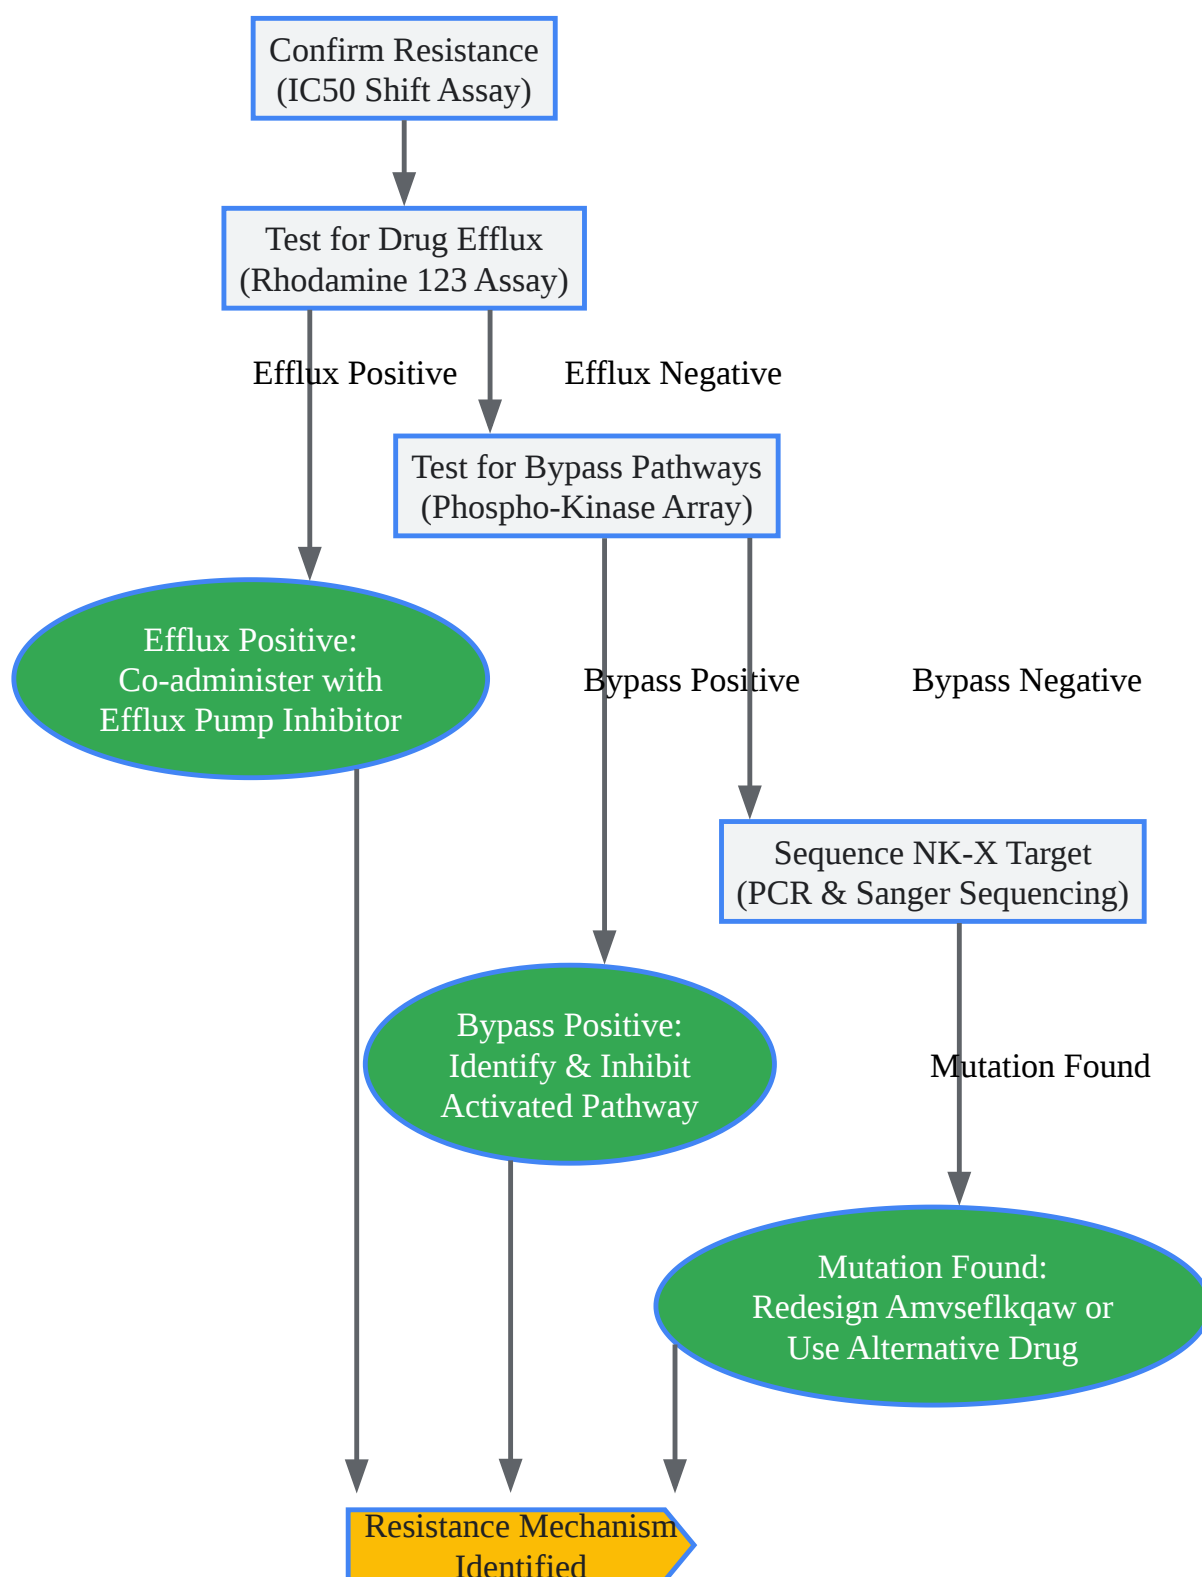 Confirm Resistance
(IC50 Shift Assay)
Test for Drug Efflux
(Rhodamine 123 Assay)
Efflux Positive
Efflux Negative
Test for Bypass Pathways
(Phospho-Kinase Array)
Efflux Positive:
Co-administer with
Efflux Pump Inhibitor
Bypass Positive
Bypass Negative
Sequence NK-X Target
(PCR & Sanger Sequencing)
Bypass Positive:
Identify & Inhibit
Activated Pathway
Mutation Found
Mutation Found:
Redesign Amvseflkqaw or
Use Alternative Drug
Resistance Mechanism
Identified